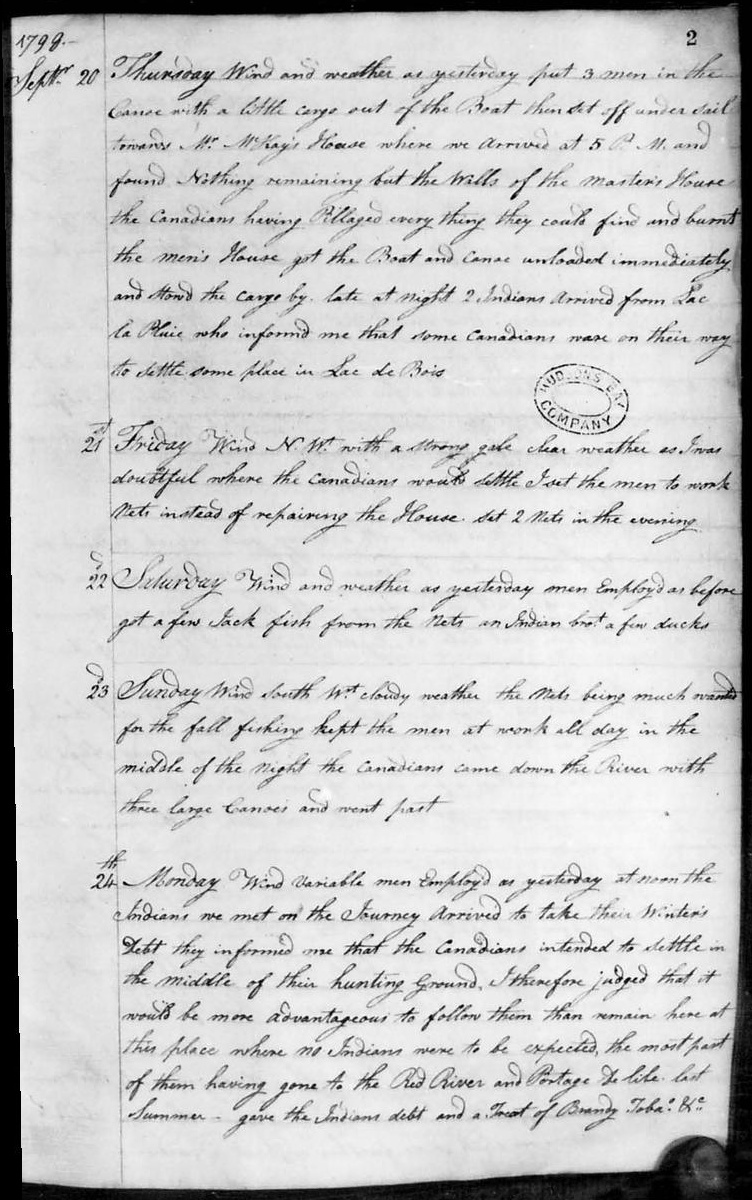 1798.-
2
Septr. 20 Thursday Wind and weather as yesterday put 3 men in the
Canoe with a little cargo out of the Boat then set off under sail
towards Mr. McKay's House where we Arrived at 5 P. M. and
found Nothing remaining but the Walls of the Master's House
the Canadians having Pillaged every thing they could find and burnt
the men's House got the Boat and Canoe unloaded immediately
and stow'd the cargo by. late at night 2 Indians Arrived from Lac
la Pluie who inform'd me that some Canadians ware on their way
to settle some place in Lac de Bois
HUDSONS BAY
COMPANY
21st Friday Wind N. Wt. with a strong gale clear weather as I was
doubtful where the Canadians would settle I set the men to work
Nets instead of repairing the House. set 2 Nets in the evening
22d Saturday Wind and weather as yesterday men Employ'd as before
got a few Jack fish from the Nets an Indian brot a few ducks
23d Sunday Wind South Wt. cloudy weather the Nets being much wanted
for the fall fishing kept the men at work all day in the
middle of the Night the Canadians came down the River with
three large Canoes and went past
24th Monday Wind Variable men Employ'd as yesterday at noon the
Indians we met on the Journey Arrived to take their Winter's
Debt they informed me that the Canadians intended to settle in
the middle of their hunting Ground, I therefore judged that it
would be more advantageous to follow them than remain here at
this place where no Indians were to be expected, the most part
of them having gone to the Red River and Portage De lile. last
Summer - gave the Indians debt and a Treat of Brandy Toba.o &c